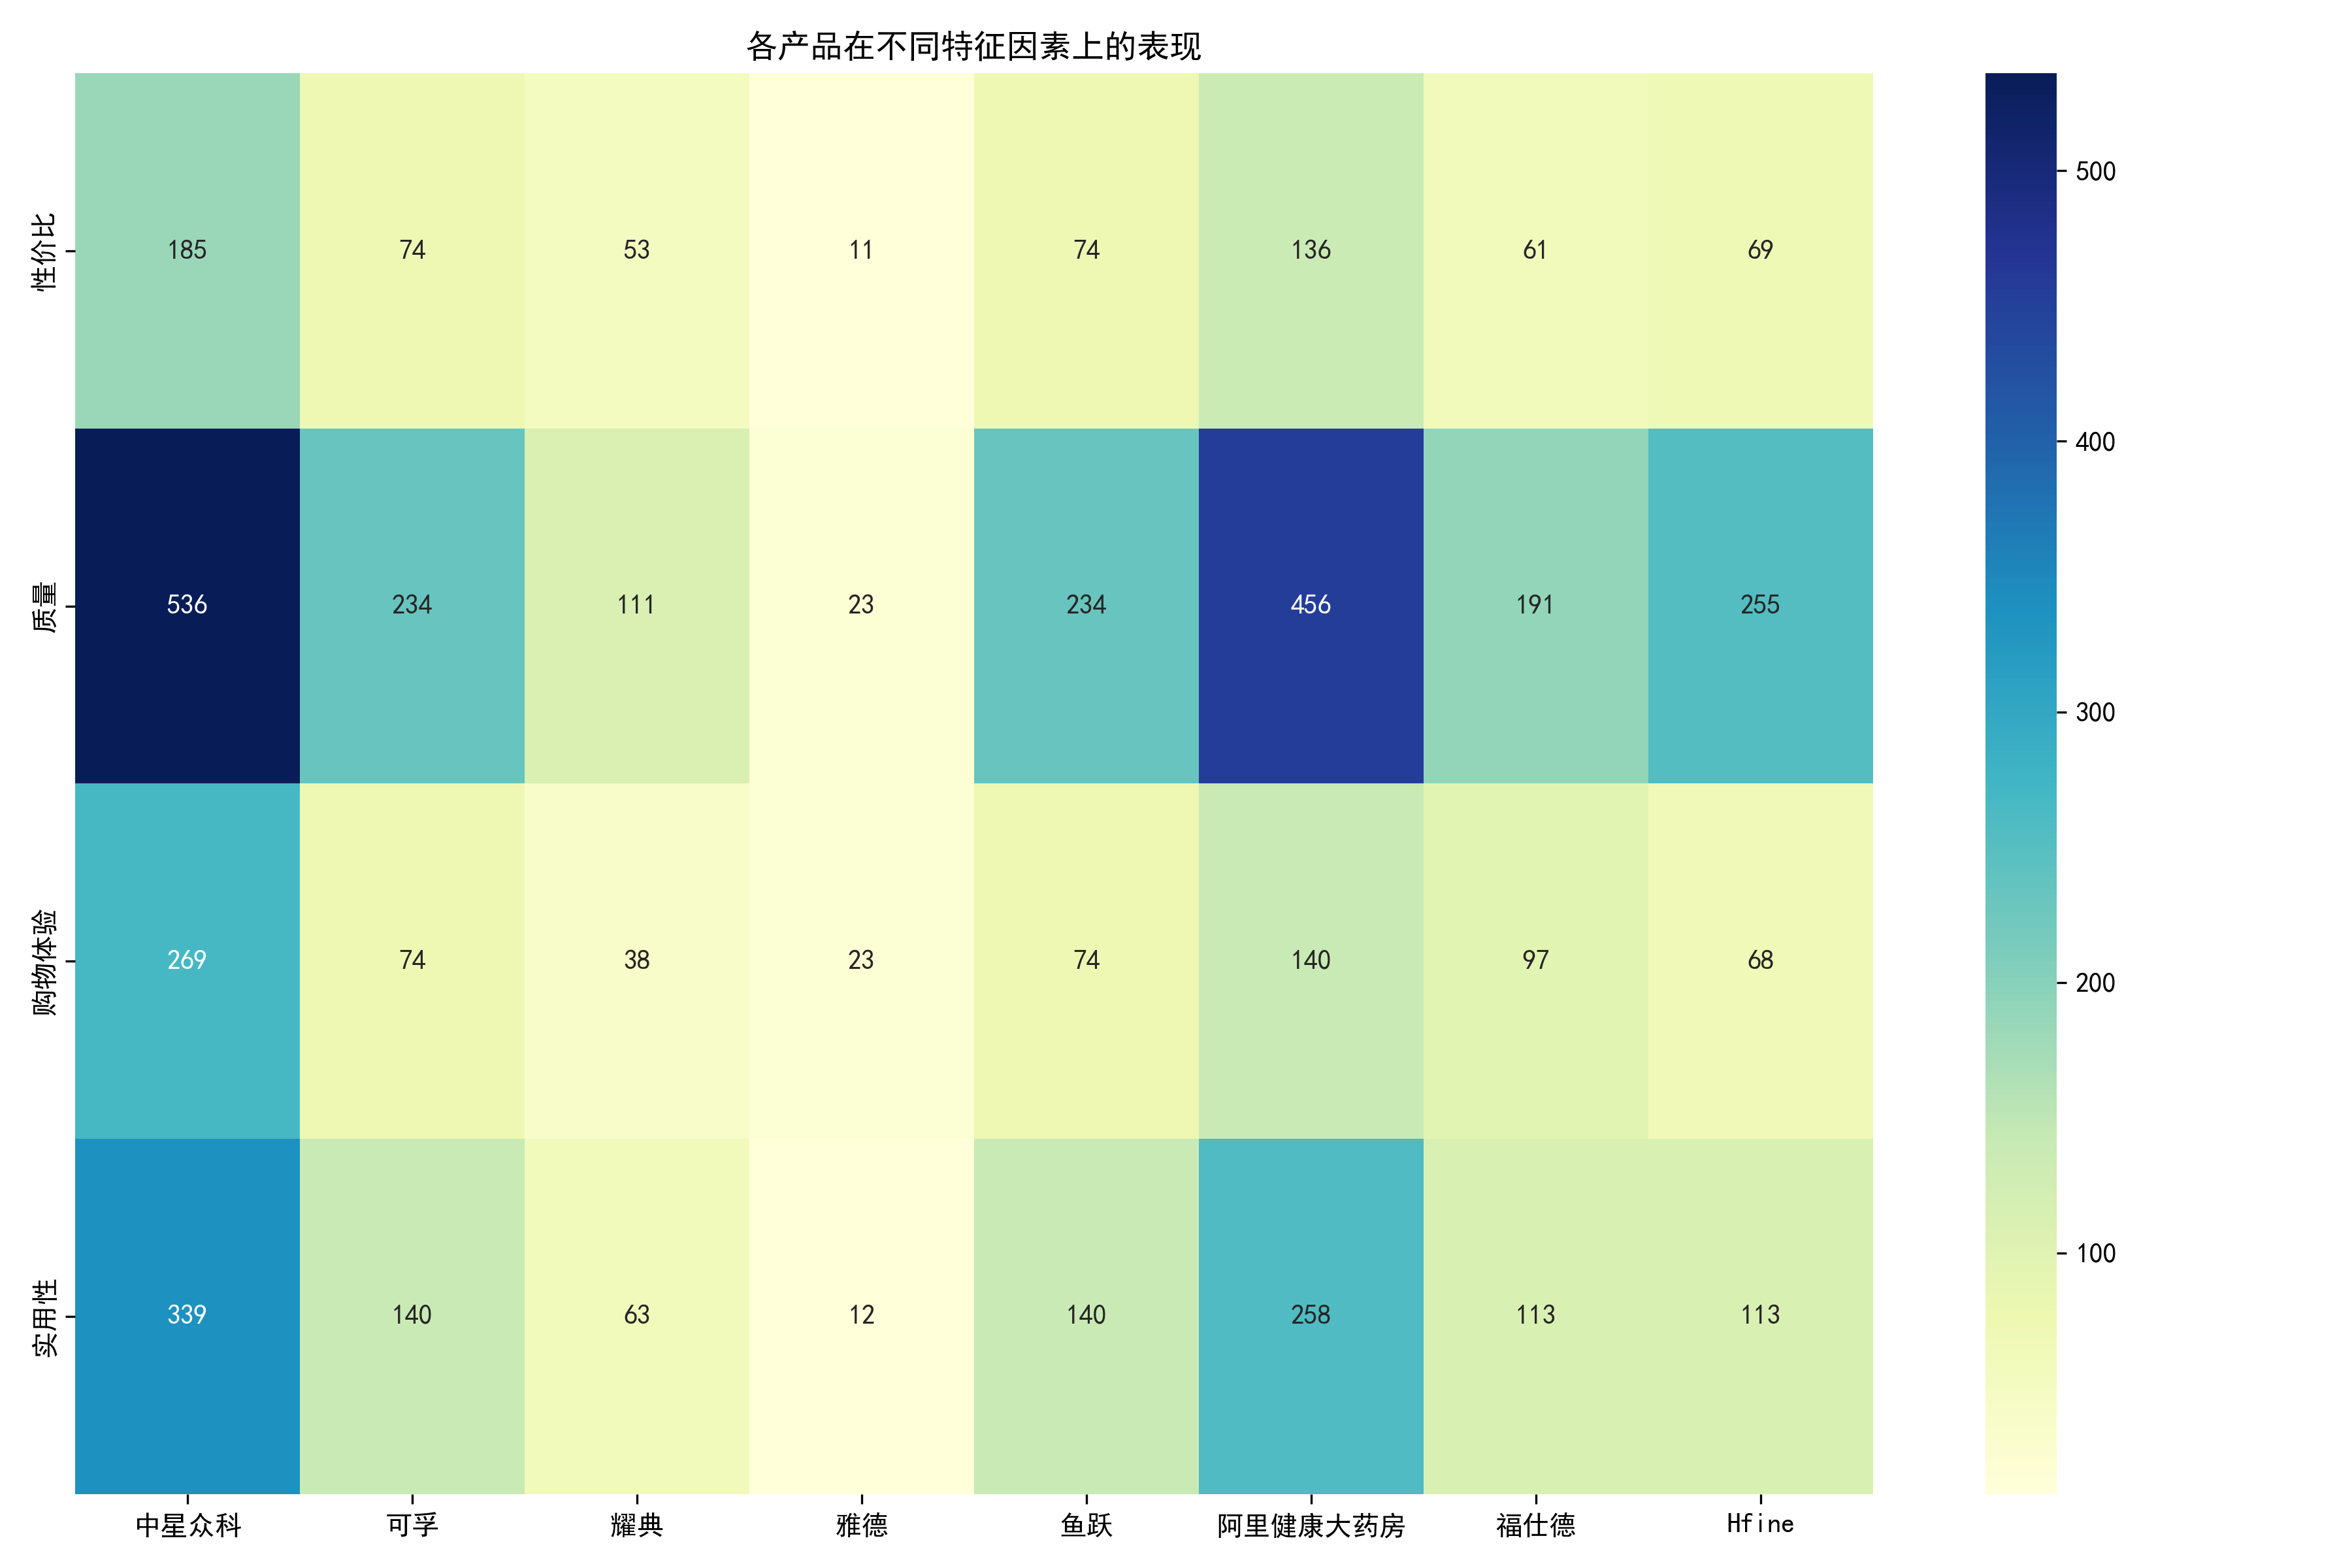 各产品在不同特征因素上的表现
性价比 185 74 53 11 74 136 61 69
质量 536 234 111 23 234 456 191 255
购物体验 269 74 38 23 74 140 97 68
实用性 339 140 63 12 140 258 113 113
中星众科 可孚 耀典 雅德 鱼跃 阿里健康大药房 福仕德 Hfine
500
400
300
200
100